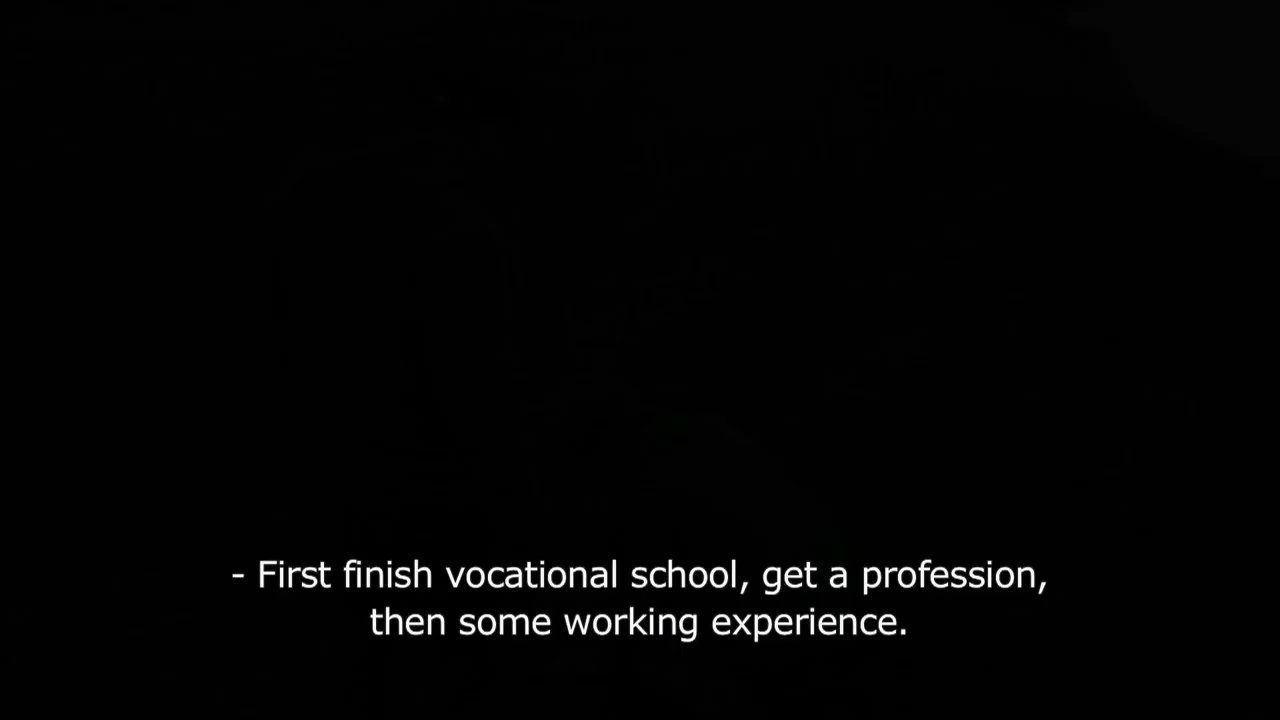 - First finish vocational school, get a profession,
then some working experience.